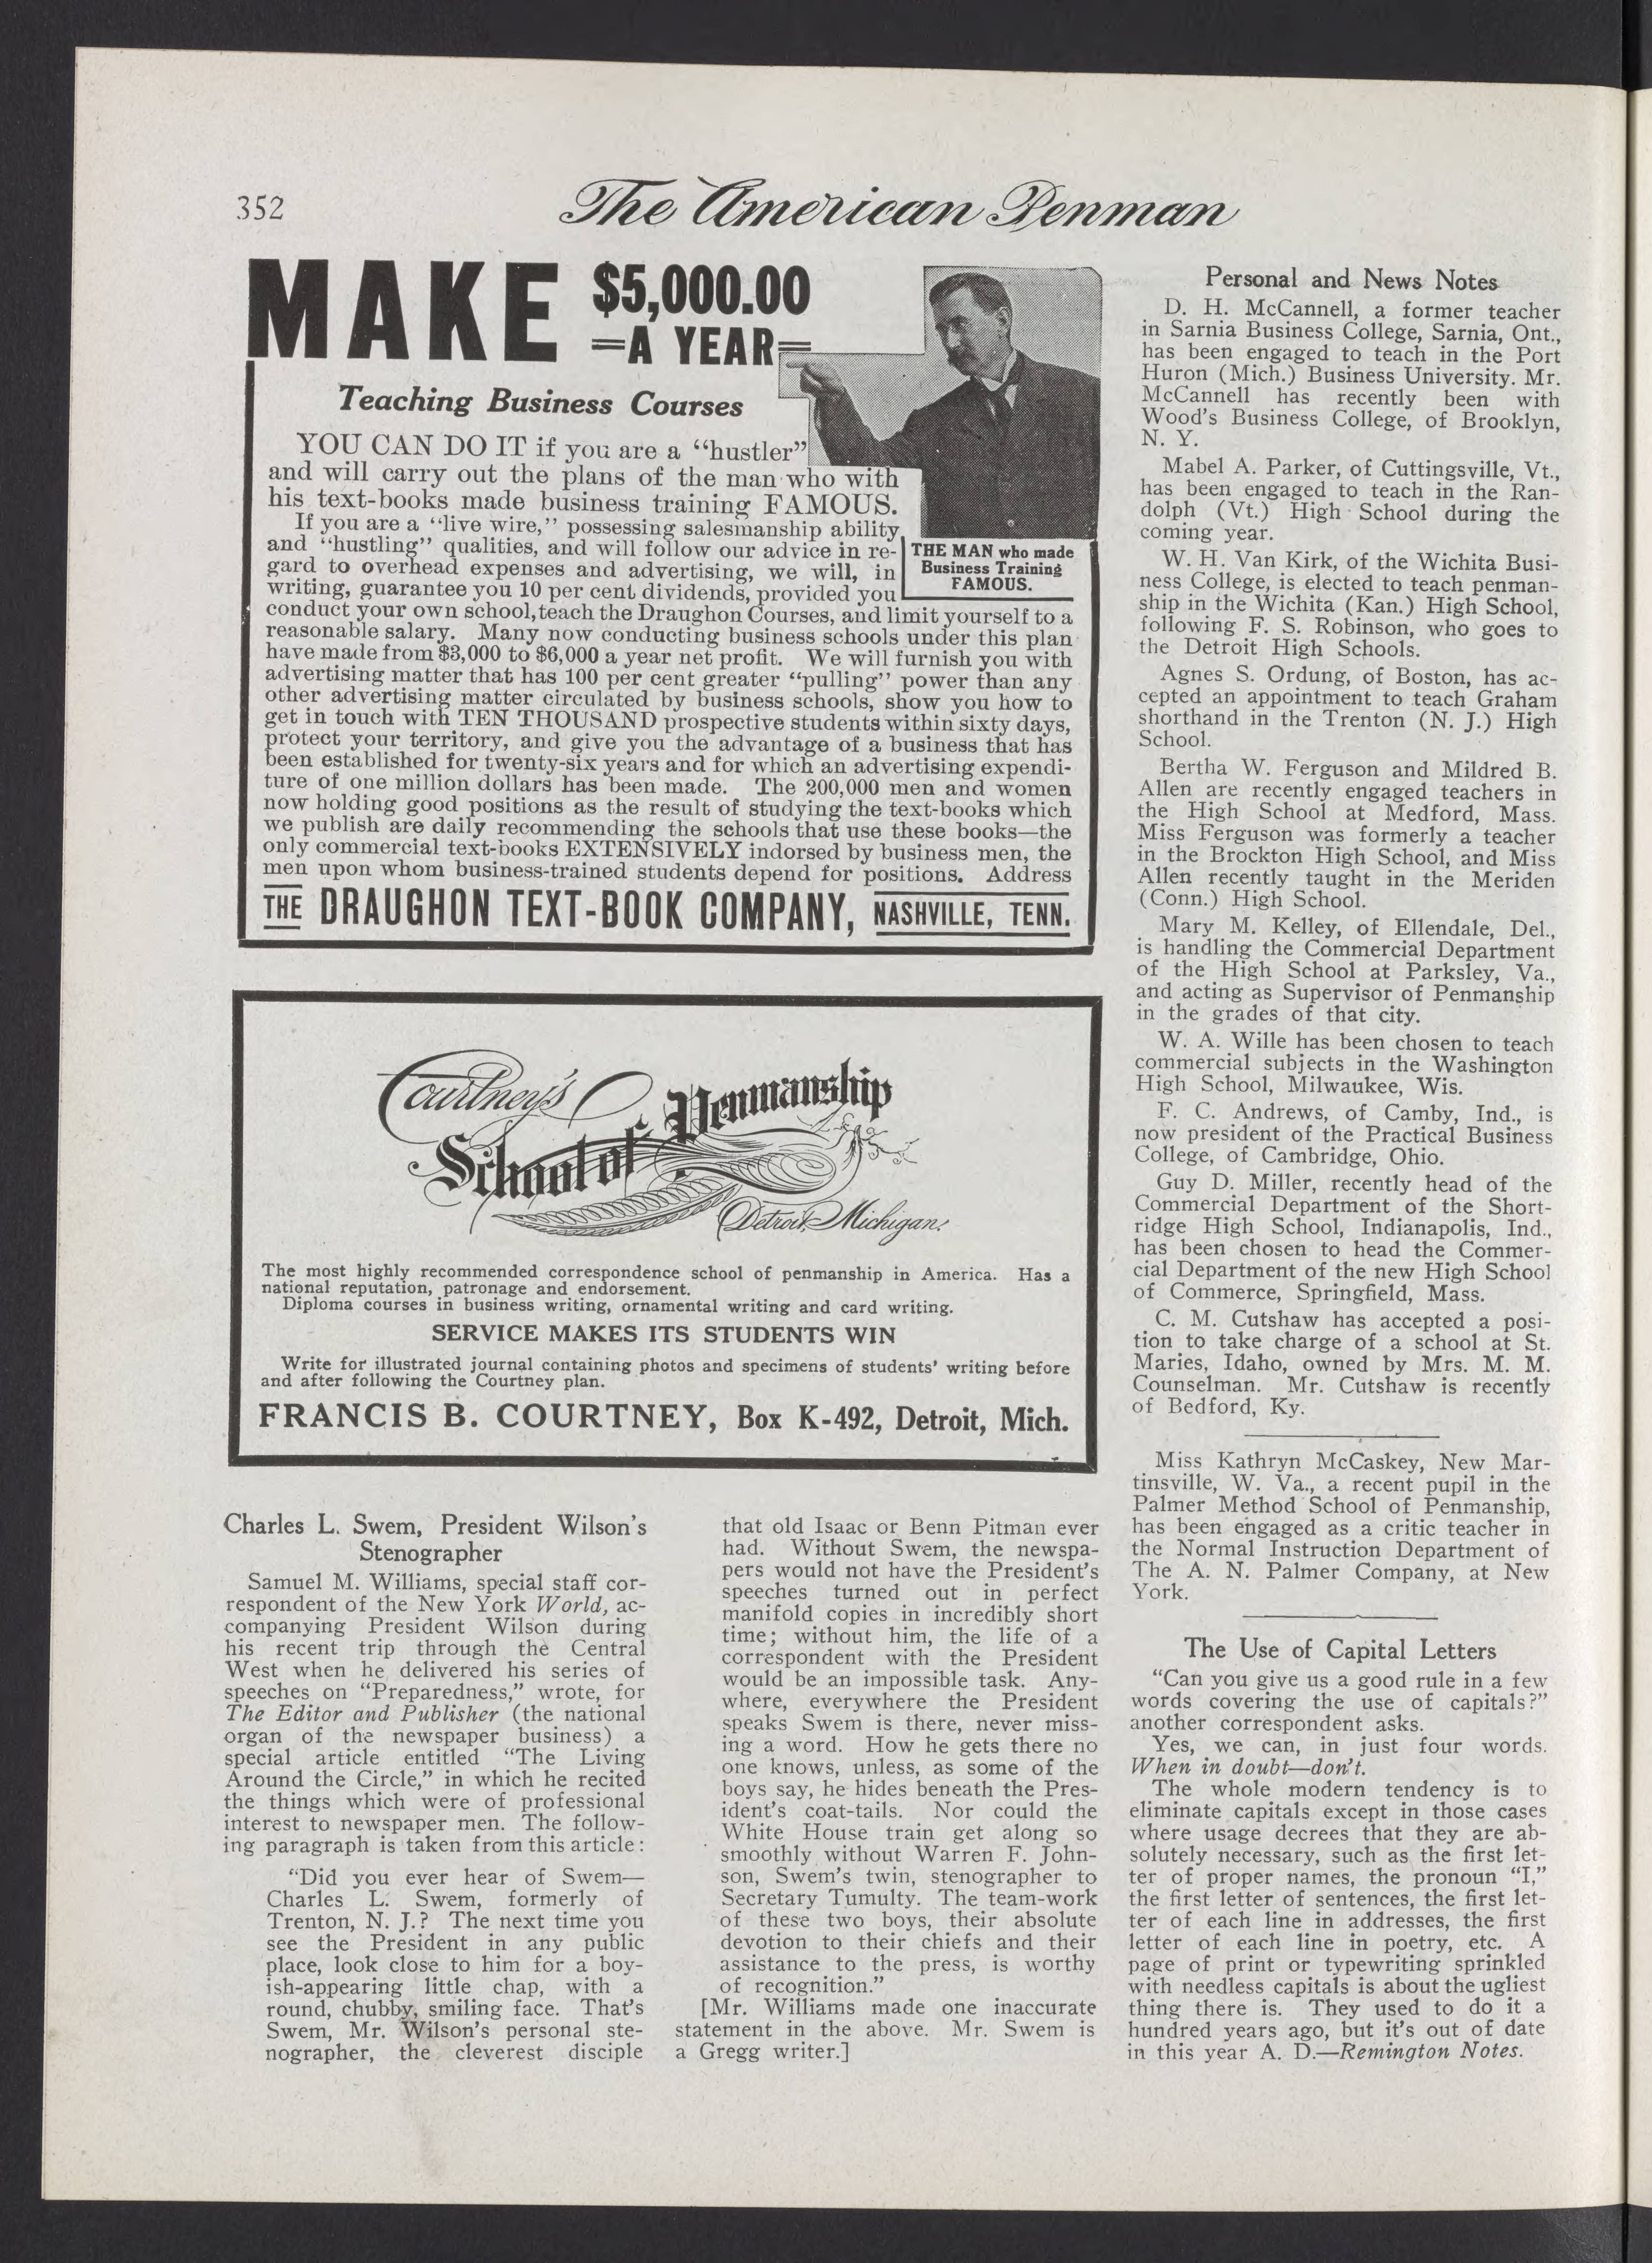 352
The American Penman
MAKE $5,000.00
=A YEAR=
Teaching Business Courses
YOU CAN DO IT if you are a “hustler”
and will carry out the plans of the man who with
his text-books made business training FAMOUS.
If you are a “live wire,” possessing salesmanship ability
and “hustling” qualities, and will follow our advice in re-
gard to overhead expenses and advertising, we will, in
writing, guarantee you 10 per cent dividends, provided you
conduct your own school, teach the Draughon Courses, and limit yourself to a
reasonable salary. Many now conducting business schools under this plan
have made from $3,000 to $6,000 a year net profit. We will furnish you with
advertising matter that has 100 per cent greater “pulling” power than any
other advertising matter circulated by business schools, show you how to
get in touch with TEN THOUSAND prospective students within sixty days,
protect your territory, and give you the advantage of a business that has
been established for twenty-six years and for which an advertising expendi-
ture of one million dollars has been made. The 200,000 men and women
now holding good positions as the result of studying the text-books which
we publish are daily recommending the schools that use these books—the
only commercial text-books EXTENSIVELY indorsed by business men, the
men upon whom business-trained students depend for positions. Address
THE DRAUGHON TEXT-BOOK COMPANY, NASHVILLE, TENN.
THE MAN who made
Business Training
FAMOUS.
Courtney's
School of Penmanship
Detroit, Michigan.
The most highly recommended correspondence school of penmanship in America. Has a
national reputation, patronage and endorsement.
Diploma courses in business writing, ornamental writing and card writing.
SERVICE MAKES ITS STUDENTS WIN
Write for illustrated journal containing photos and specimens of students' writing before
and after following the Courtney plan.
FRANCIS B. COURTNEY, Box K-492, Detroit, Mich.
Charles L. Swem, President Wilson's
Stenographer
Samuel M. Williams, special staff cor-
respondent of the New York World, ac-
companying President Wilson during
his recent trip through the Central
West when he delivered his series of
speeches on “Preparedness,” wrote, for
The Editor and Publisher (the national
organ of the newspaper business) a
special article entitled “The Living
Around the Circle,” in which he recited
the things which were of professional
interest to newspaper men. The follow-
ing paragraph is taken from this article:
“Did you ever hear of Swem—
Charles L. Swem, formerly of
Trenton, N. J.? The next time you
see the President in any public
place, look close to him for a boy-
ish-appearing little chap, with a
round, chubby, smiling face. That's
Swem, Mr. Wilson's personal ste-
nographer, the cleverest disciple
that old Isaac or Benn Pitman ever
had. Without Swem, the newspa-
pers would not have the President's
speeches turned out in perfect
manifold copies in incredibly short
time; without him, the life of a
correspondent with the President
would be an impossible task. Any-
where, everywhere the President
speaks Swem is there, never miss-
ing a word. How he gets there no
one knows, unless, as some of the
boys say, he hides beneath the Pres-
ident's coat-tails. Nor could the
White House train get along so
smoothly without Warren F. John-
son, Swem's twin, stenographer to
Secretary Tumulty. The team-work
of these two boys, their absolute
devotion to their chiefs and their
assistance to the press, is worthy
of recognition.”
[Mr. Williams made one inaccurate
statement in the above. Mr. Swem is
a Gregg writer.]
Personal and News Notes
D. H. McCannell, a former teacher
in Sarnia Business College, Sarnia, Ont.,
has been engaged to teach in the Port
Huron (Mich.) Business University. Mr.
McCannell has recently been with
Wood's Business College, of Brooklyn,
N. Y.
Mabel A. Parker, of Cuttingsville, Vt.,
has been engaged to teach in the Ran-
dolph (Vt.) High School during the
coming year.
W. H. Van Kirk, of the Wichita Busi-
ness College, is elected to teach penman-
ship in the Wichita (Kan.) High School,
following F. S. Robinson, who goes to
the Detroit High Schools.
Agnes S. Ordung, of Boston, has ac-
cepted an appointment to teach Graham
shorthand in the Trenton (N. J.) High
School.
Bertha W. Ferguson and Mildred B.
Allen are recently engaged teachers in
the High School at Medford, Mass.
Miss Ferguson was formerly a teacher
in the Brockton High School, and Miss
Allen recently taught in the Meriden
(Conn.) High School.
Mary M. Kelley, of Ellendale, Del.,
is handling the Commercial Department
of the High School at Parksley, Va.,
and acting as Supervisor of Penmanship
in the grades of that city.
W. A. Wille has been chosen to teach
commercial subjects in the Washington
High School, Milwaukee, Wis.
F. C. Andrews, of Camby, Ind., is
now president of the Practical Business
College, of Cambridge, Ohio.
Guy D. Miller, recently head of the
Commercial Department of the Short-
ridge High School, Indianapolis, Ind.,
has been chosen to head the Commer-
cial Department of the new High School
of Commerce, Springfield, Mass.
C. M. Cutshaw has accepted a posi-
tion to take charge of a school at St.
Maries, Idaho, owned by Mrs. M. M.
Counselman. Mr. Cutshaw is recently
of Bedford, Ky.
Miss Kathryn McCaskey, New Mar-
tinsville, W. Va., a recent pupil in the
Palmer Method School of Penmanship,
has been engaged as a critic teacher in
the Normal Instruction Department of
The A. N. Palmer Company, at New
York.
The Use of Capital Letters
“Can you give us a good rule in a few
words covering the use of capitals?”
another correspondent asks.
Yes, we can, in just four words.
When in doubt—don't.
The whole modern tendency is to
eliminate capitals except in those cases
where usage decrees that they are ab-
solutely necessary, such as the first let-
ter of proper names, the pronoun “I,”
the first letter of sentences, the first let-
ter of each line in addresses, the first
letter of each line in poetry, etc. A
page of print or typewriting sprinkled
with needless capitals is about the ugliest
thing there is. They used to do it a
hundred years ago, but it's out of date
in this year A. D.—Remington Notes.